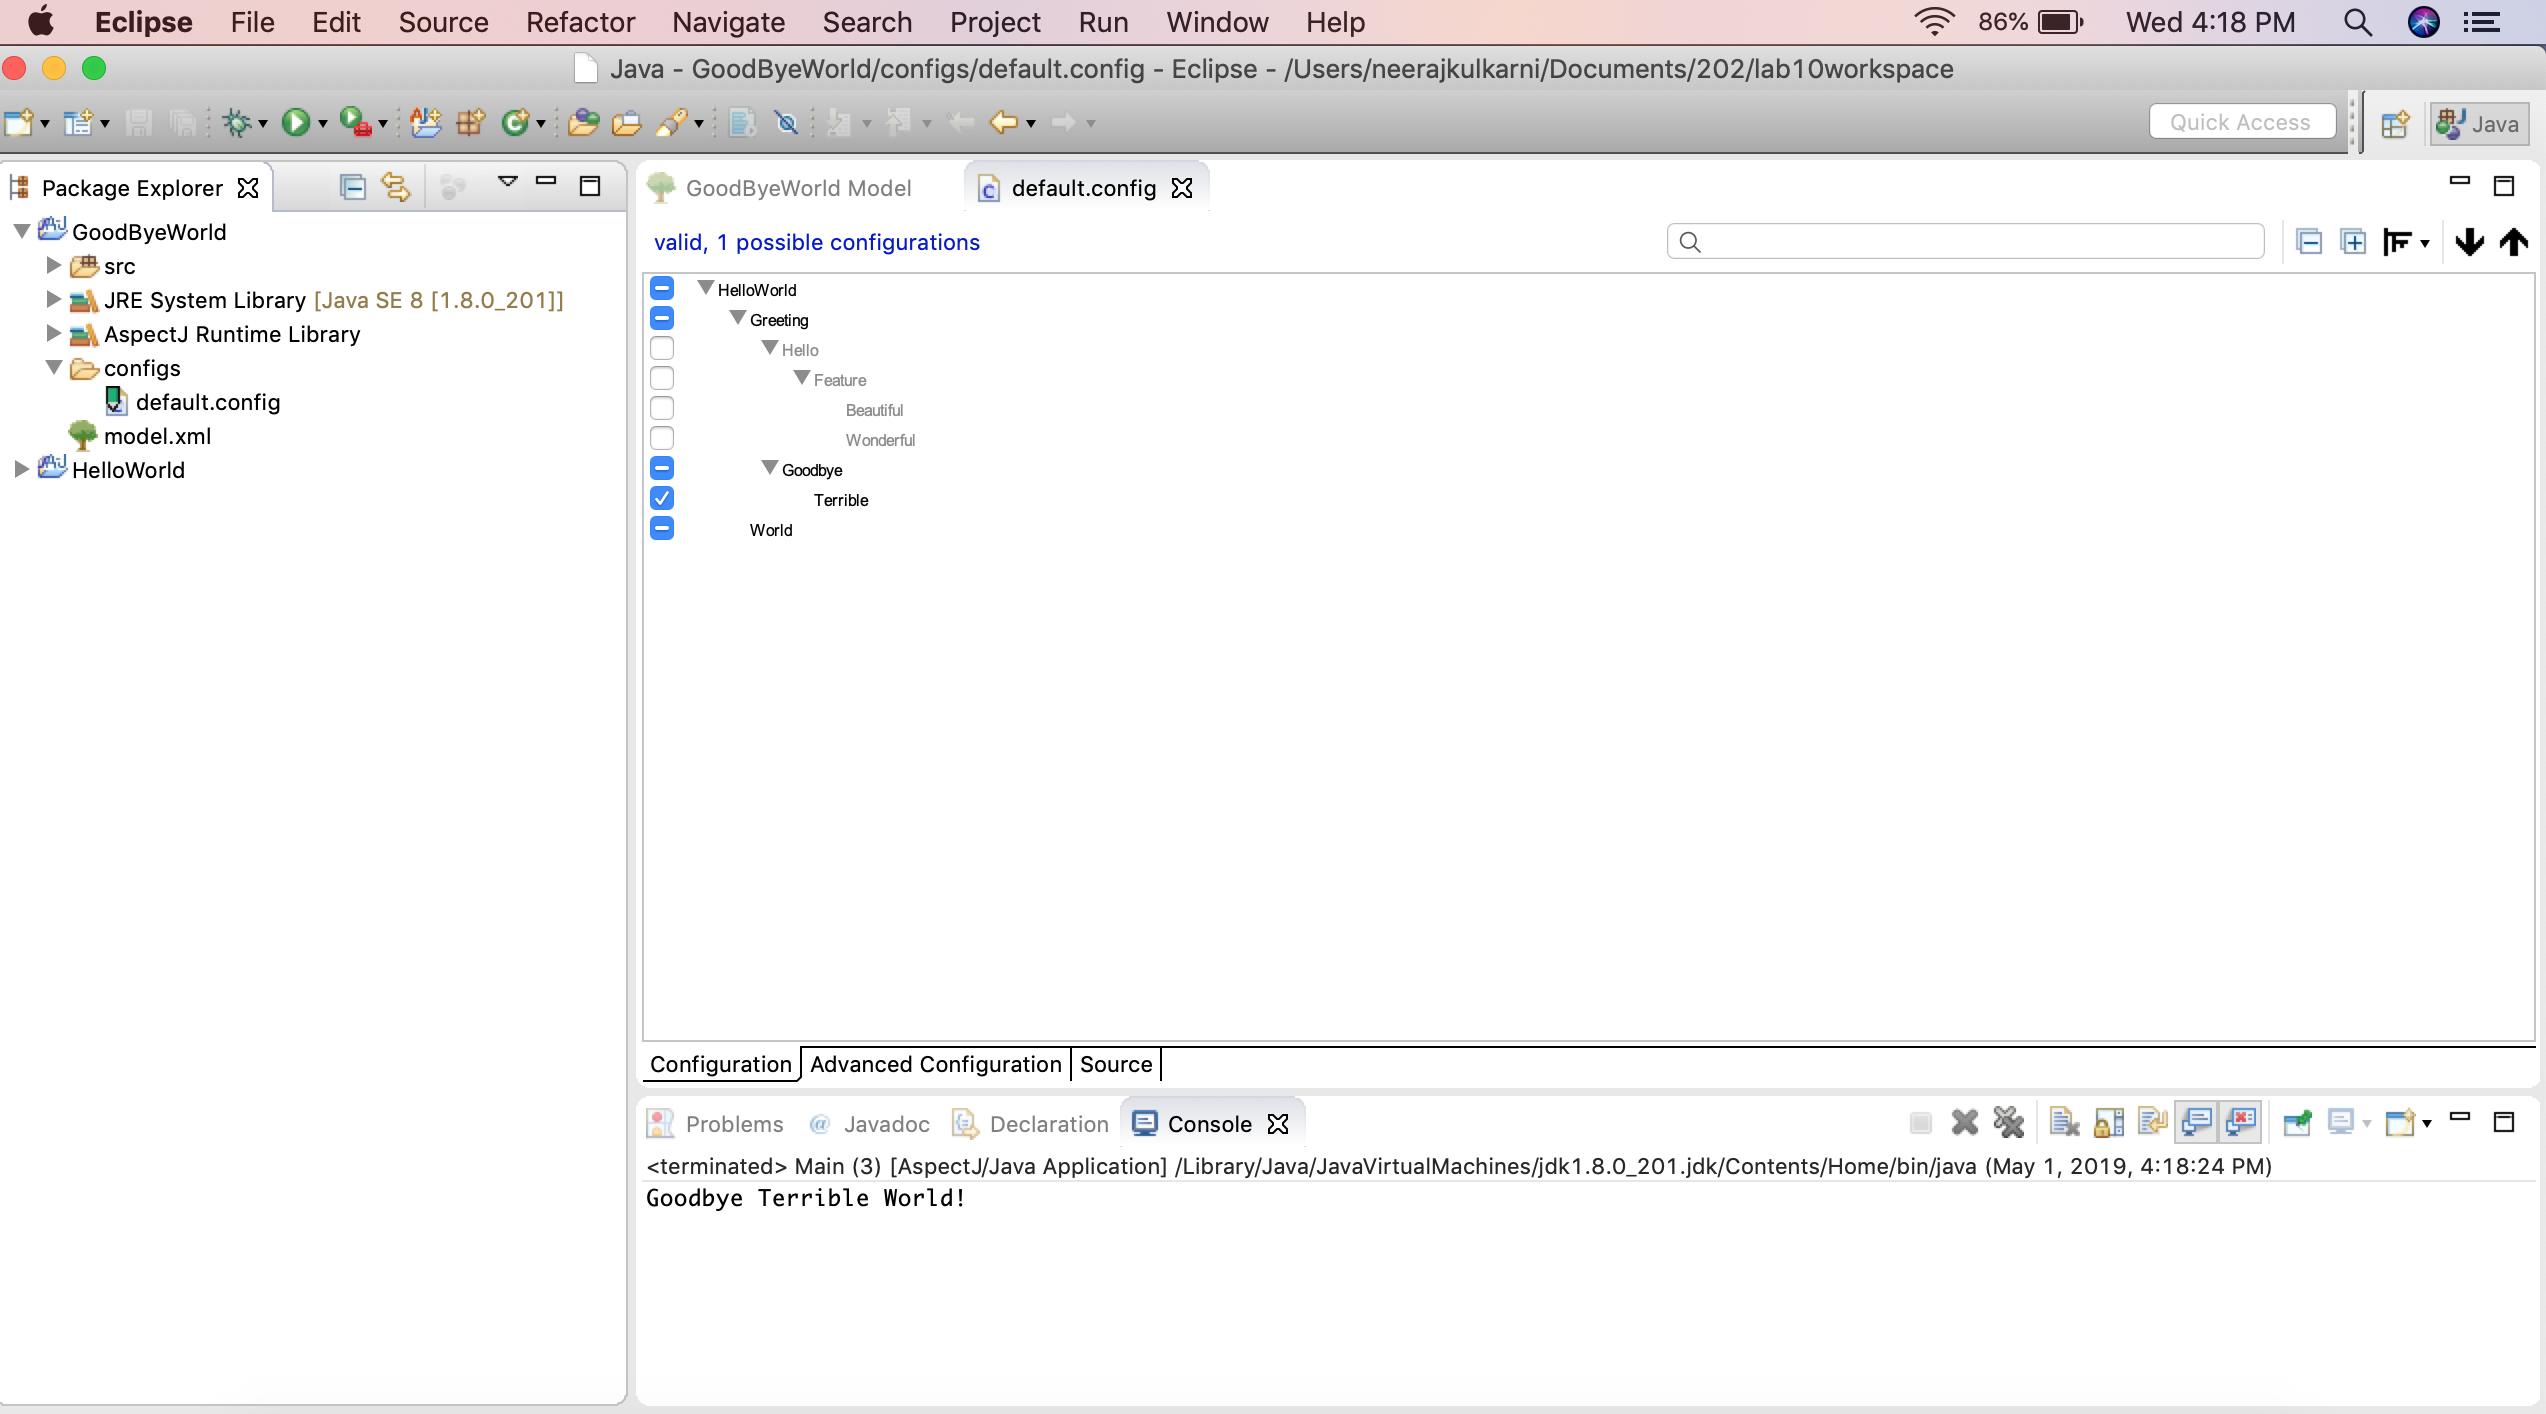 Eclipse File Edit Source Refactor Navigate Search Project Run Window Help 86% Wed 4:18 PM
Java - GoodByeWorld/configs/default.config - Eclipse - /Users/neerajkulkarni/Documents/202/lab10workspace
Quick Access Java
Package Explorer
GoodByeWorld
src
JRE System Library [Java SE 8 [1.8.0_201]]
AspectJ Runtime Library
configs
default.config
model.xml
HelloWorld
GoodByeWorld Model default.config
valid, 1 possible configurations
HelloWorld
Greeting
Hello
Feature
Beautiful
Wonderful
Goodbye
Terrible
World
Configuration Advanced Configuration Source
Problems @ Javadoc Declaration Console
<terminated> Main (3) [AspectJ/Java Application] /Library/Java/JavaVirtualMachines/jdk1.8.0_201.jdk/Contents/Home/bin/java (May 1, 2019, 4:18:24 PM)
Goodbye Terrible World!